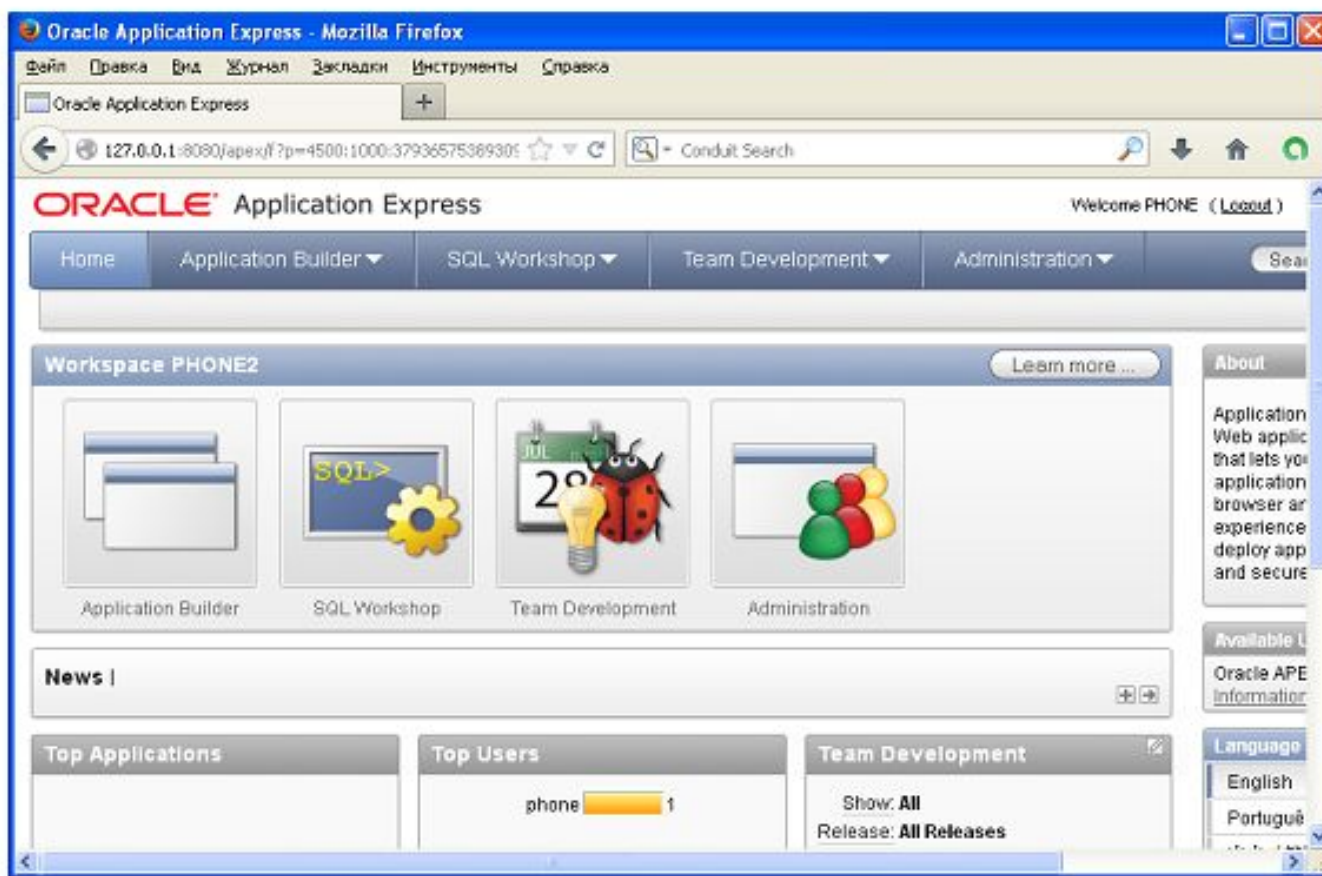 Oracle Application Express - Mozilla Firefox
Файл Правка Вид Журнал Закладки Инструменты Справка
Oracle Application Express
127.0.0.1:8080/apex/f?p=4500:1000:3793657538930
Conduit Search
ORACLE Application Express
Welcome PHONE ( Logout )
Home Application Builder SQL Workshop Team Development Administration Sea
Workspace PHONE2 Learn more ...
SQL>
JUL
28
Application Builder SQL Workshop Team Development Administration
News |
Top Applications
Top Users
phone 1
Team Development
Show: All
Release: All Releases
About
Application
Web applic
that lets yo
application
browser an
experience
deploy app
and secure
Available U
Oracle APE
Information
Language
English
Portuguê